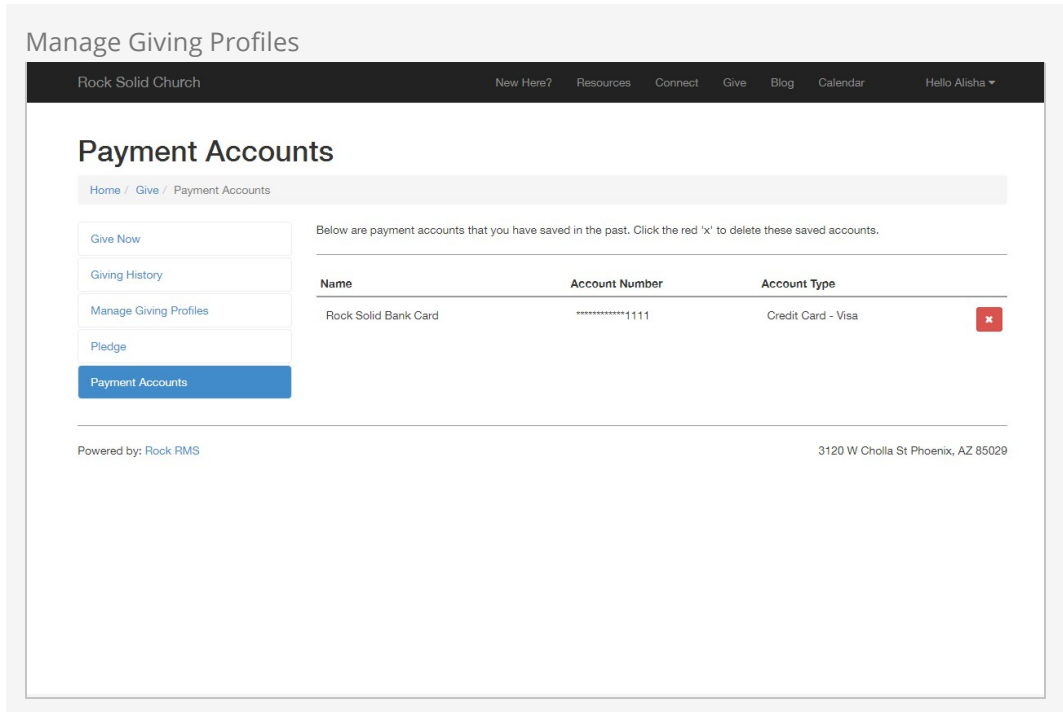 Manage Giving Profiles
Rock Solid Church New Here? Resources Connect Give Blog Calendar Hello Alisha
Payment Accounts
Home / Give / Payment Accounts
Give Now
Giving History
Manage Giving Profiles
Pledge
Payment Accounts
Below are payment accounts that you have saved in the past. Click the red 'x' to delete these saved accounts.
Name Account Number Account Type
Rock Solid Bank Card ************1111 Credit Card - Visa
Powered by: Rock RMS 3120 W Cholla St Phoenix, AZ 85029